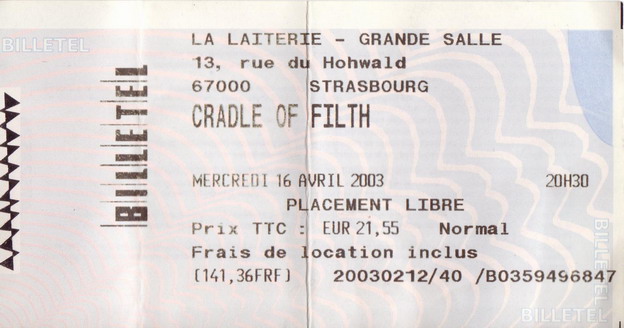 BILLETEL
LA LAITERIE - GRANDE SALLE
13, rue du Hohwald
67000 STRASBOURG
CRADLE OF FILTH
BILLETEL
MERCREDI 16 AVRIL 2003 20H30
PLACEMENT LIBRE
Prix TTC : EUR 21,55 Normal
Frais de location inclus
(141,36FRF) 20030212/40 /B0359496847
BILLETEL
BILLETEL